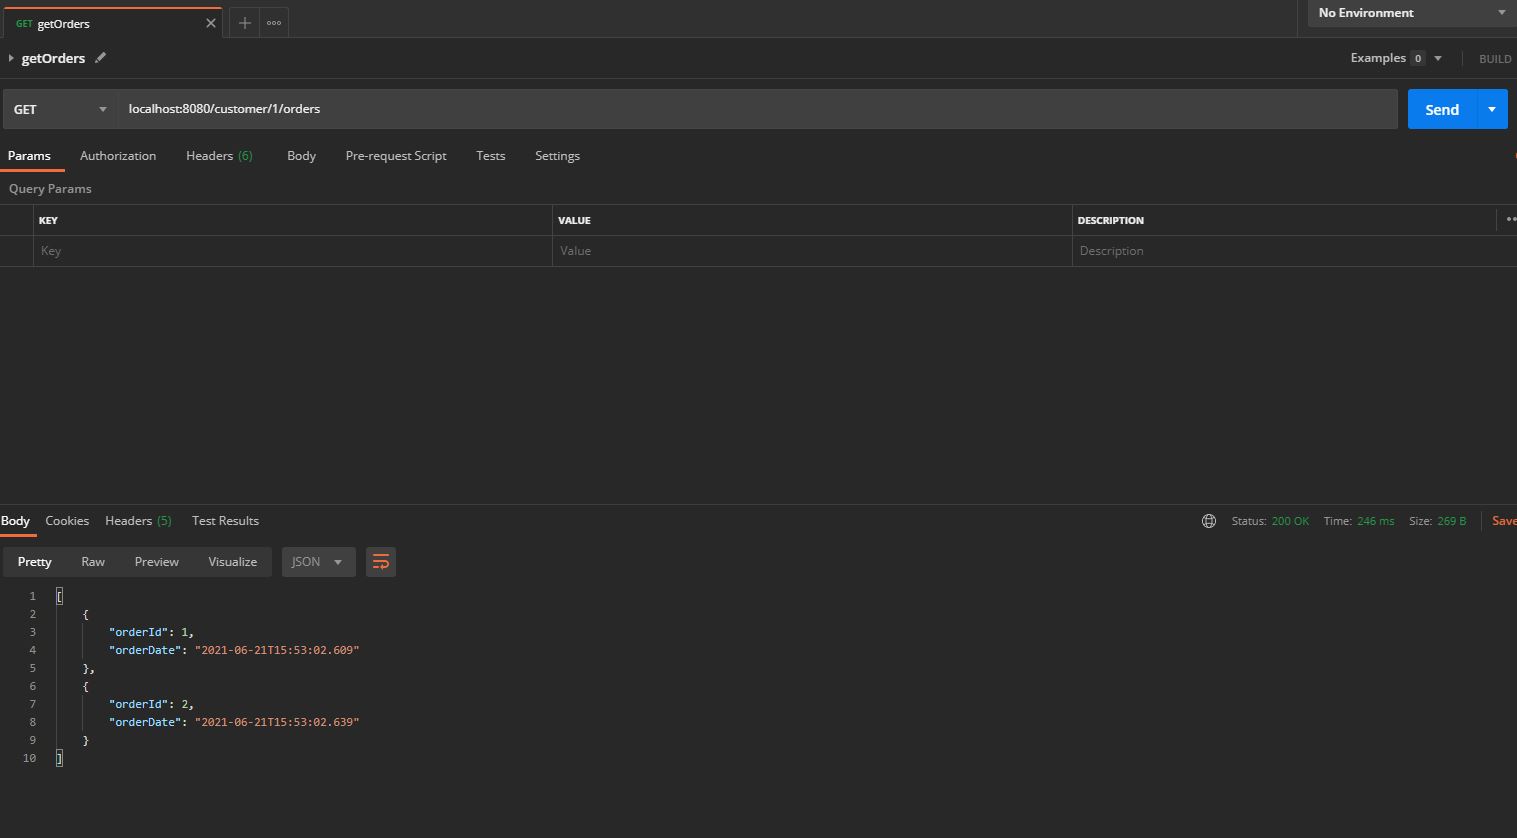 GET getOrders
No Environment
getOrders
Examples 0
BUILD
GET localhost:8080/customer/1/orders
Send
Params Authorization Headers (6) Body Pre-request Script Tests Settings
Query Params
KEY VALUE DESCRIPTION
Key Value Description
Body Cookies Headers (5) Test Results Status: 200 OK Time: 246 ms Size: 269 B Save
Pretty Raw Preview Visualize JSON
1 [
2 {
3 "orderId": 1,
4 "orderDate": "2021-06-21T15:53:02.609"
5 },
6 {
7 "orderId": 2,
8 "orderDate": "2021-06-21T15:53:02.639"
9 }
10 ]